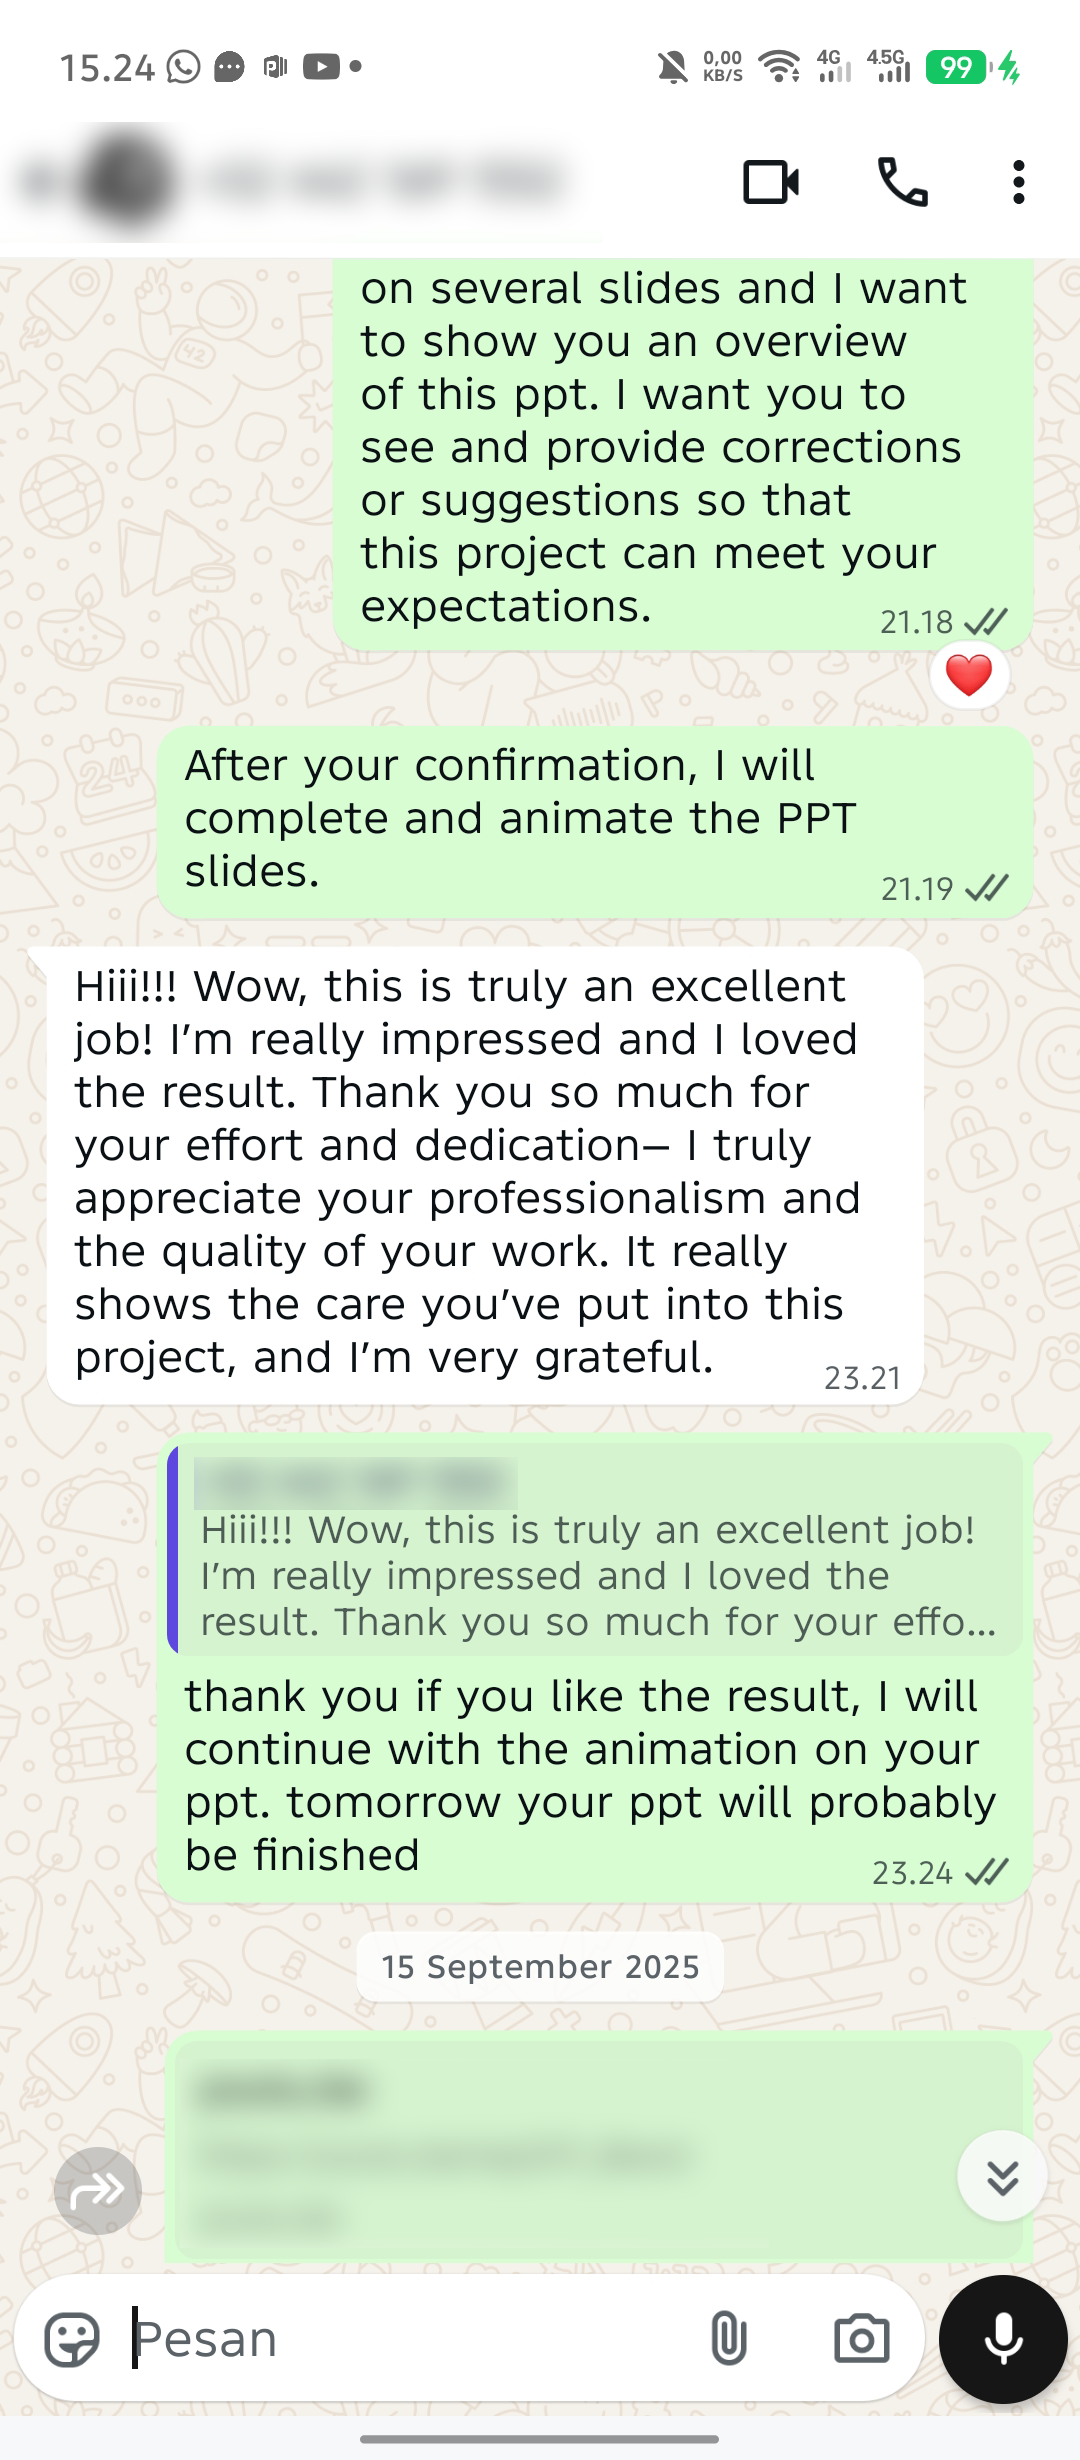 15.24
0,00
KB/S
4G
4.5G
99
on several slides and I want
to show you an overview
of this ppt. I want you to
see and provide corrections
or suggestions so that
this project can meet your
expectations.
21.18
After your confirmation, I will
complete and animate the PPT
slides.
21.19
Hiii!!! Wow, this is truly an excellent
job! I’m really impressed and I loved
the result. Thank you so much for
your effort and dedication— I truly
appreciate your professionalism and
the quality of your work. It really
shows the care you’ve put into this
project, and I’m very grateful.
23.21
Hiii!!! Wow, this is truly an excellent job!
I’m really impressed and I loved the
result. Thank you so much for your effo...
thank you if you like the result, I will
continue with the animation on your
ppt. tomorrow your ppt will probably
be finished
23.24
15 September 2025
Pesan